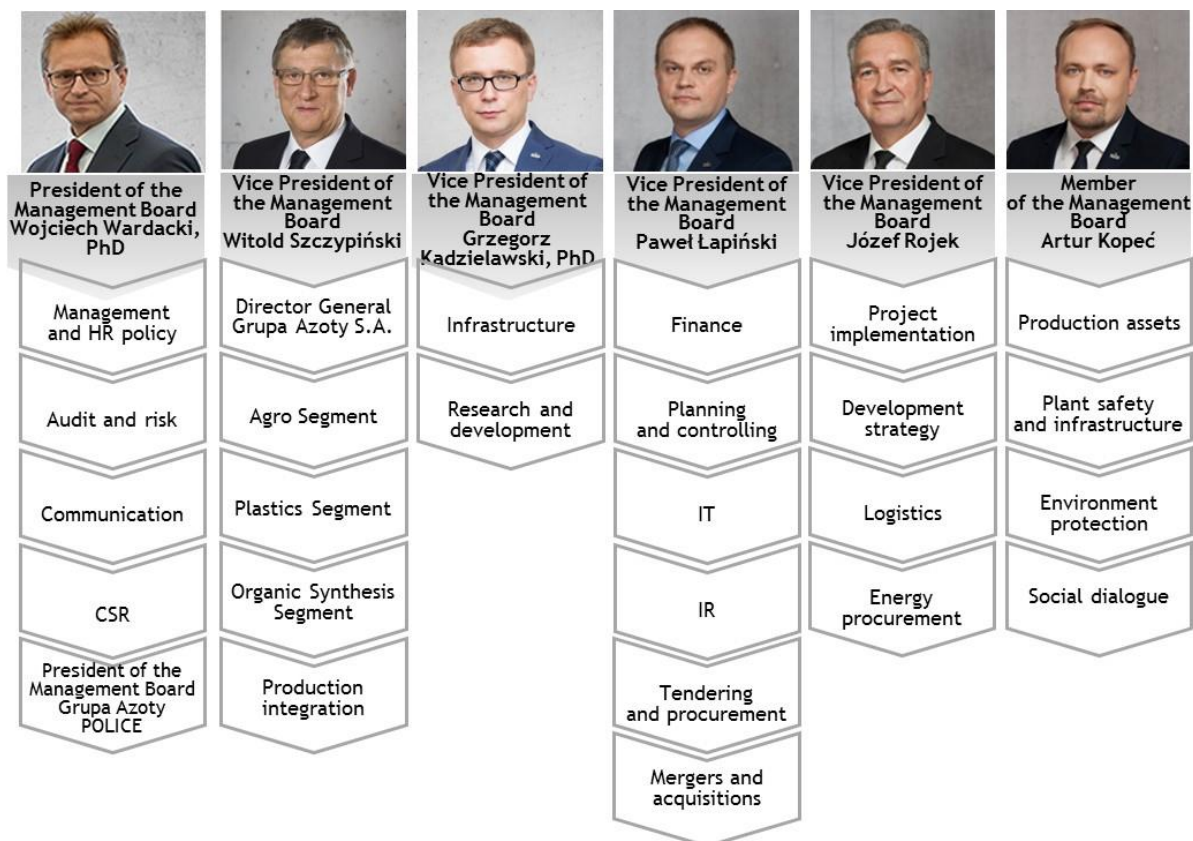 President of the
Management Board
Wojciech Wardacki,
PhD
Management
and HR policy
Audit and risk
Communication
CSR
President of the
Management Board
Grupa Azoty
POLICE
Vice President of
the Management
Board
Witold Szczypiński
Director General
Grupa Azoty S.A.
Agro Segment
Plastics Segment
Organic Synthesis
Segment
Production
integration
Vice President of
the Management
Board
Grzegorz
Kadzielawski, PhD
Infrastructure
Research and
development
Vice President of
the Management
Board
Paweł Łapiński
Finance
Planning
and controlling
IT
IR
Tendering
and procurement
Mergers and
acquisitions
Vice President of
the Management
Board
Józef Rojek
Project
implementation
Development
strategy
Logistics
Energy
procurement
Member
of the Management
Board
Artur Kopeć
Production assets
Plant safety
and infrastructure
Environment
protection
Social dialogue